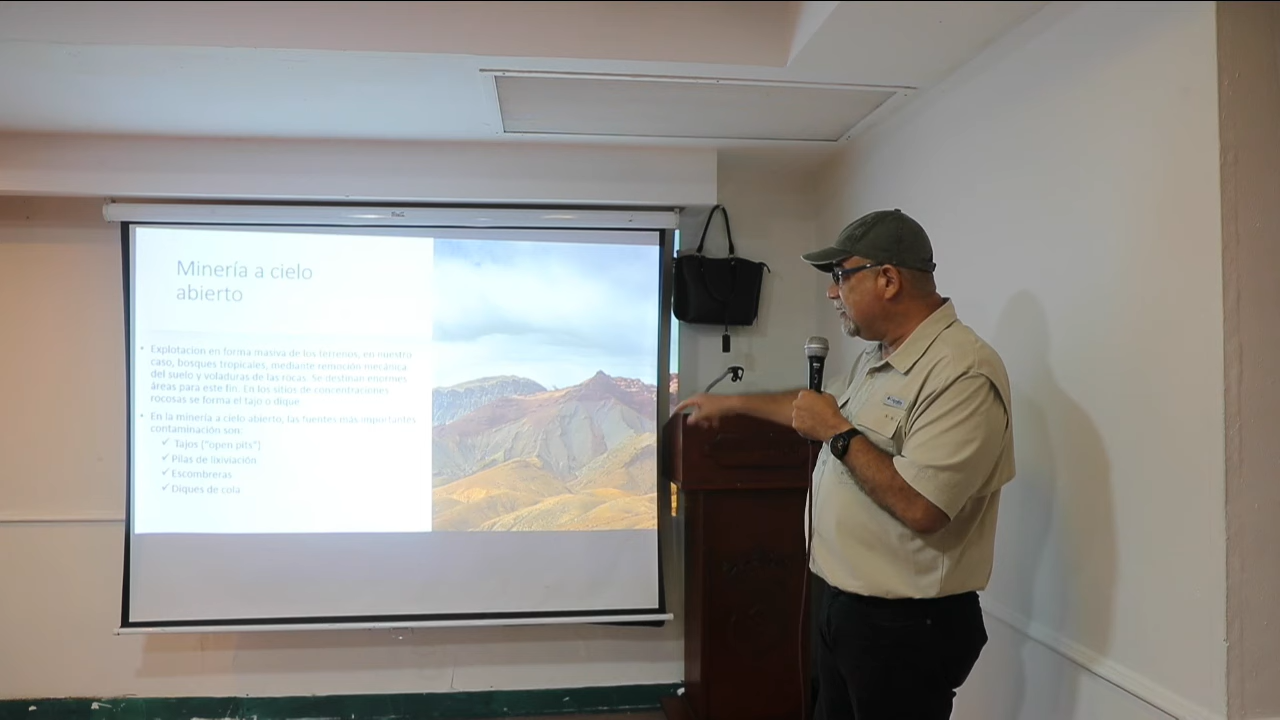 Minería a cielo
abierto
• Explotacion en forma masiva de los terrenos, en nuestro
caso, bosques tropicales, mediante remoción mecánica
del suelo y voladuras de las rocas. Se destinan enormes
áreas para este fin. En los sitios de concentraciones
rocosas se forma el tajo o dique.
• En la minería a cielo abierto, las fuentes más importantes
contaminación son:
✓ Tajos ("open pits")
✓ Pilas de lixiviación
✓ Escombreras
✓ Diques de cola
Columbia